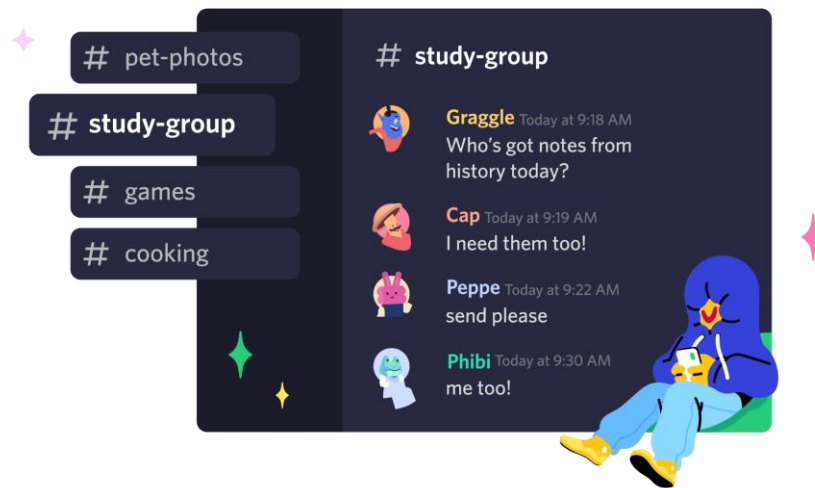 # pet-photos
# study-group
# games
# cooking
# study-group
Graggle Today at 9:18 AM
Who's got notes from
history today?
Cap Today at 9:19 AM
I need them too!
Peppe Today at 9:22 AM
send please
Phibi Today at 9:30 AM
me too!